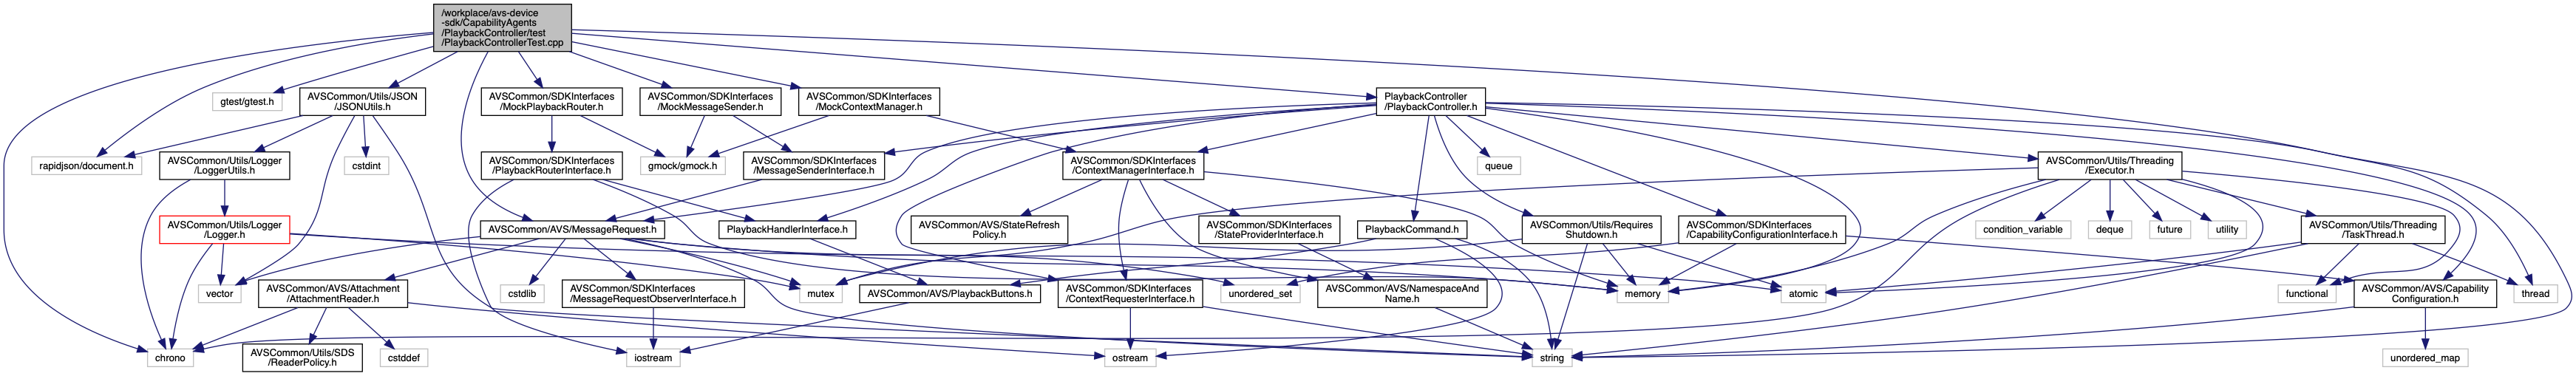 /workplace/avs-device
-sdk/CapabilityAgents
/PlaybackController/test
/PlaybackControllerTest.cpp
gtest/gtest.h
AVSCommon/Utils/JSON
/JSONUtils.h
AVSCommon/SDKInterfaces
/MockPlaybackRouter.h
AVSCommon/SDKInterfaces
/MockMessageSender.h
AVSCommon/SDKInterfaces
/MockContextManager.h
PlaybackController
/PlaybackController.h
rapidjson/document.h
AVSCommon/Utils/Logger
/LoggerUtils.h
cstdint
AVSCommon/SDKInterfaces
/PlaybackRouterInterface.h
gmock/gmock.h
AVSCommon/SDKInterfaces
/MessageSenderInterface.h
AVSCommon/SDKInterfaces
/ContextManagerInterface.h
queue
AVSCommon/Utils/Threading
/Executor.h
AVSCommon/Utils/Logger
/Logger.h
AVSCommon/AVS/MessageRequest.h
PlaybackHandlerInterface.h
AVSCommon/AVS/StateRefresh
Policy.h
AVSCommon/SDKInterfaces
/StateProviderInterface.h
PlaybackCommand.h
AVSCommon/Utils/Requires
Shutdown.h
AVSCommon/SDKInterfaces
/CapabilityConfigurationInterface.h
condition_variable
deque
future
utility
AVSCommon/Utils/Threading
/TaskThread.h
vector
AVSCommon/AVS/Attachment
/AttachmentReader.h
cstdlib
AVSCommon/SDKInterfaces
/MessageRequestObserverInterface.h
mutex
AVSCommon/AVS/PlaybackButtons.h
AVSCommon/SDKInterfaces
/ContextRequesterInterface.h
unordered_set
AVSCommon/AVS/NamespaceAnd
Name.h
memory
atomic
functional
AVSCommon/AVS/Capability
Configuration.h
thread
chrono
AVSCommon/Utils/SDS
/ReaderPolicy.h
cstddef
iostream
ostream
string
unordered_map